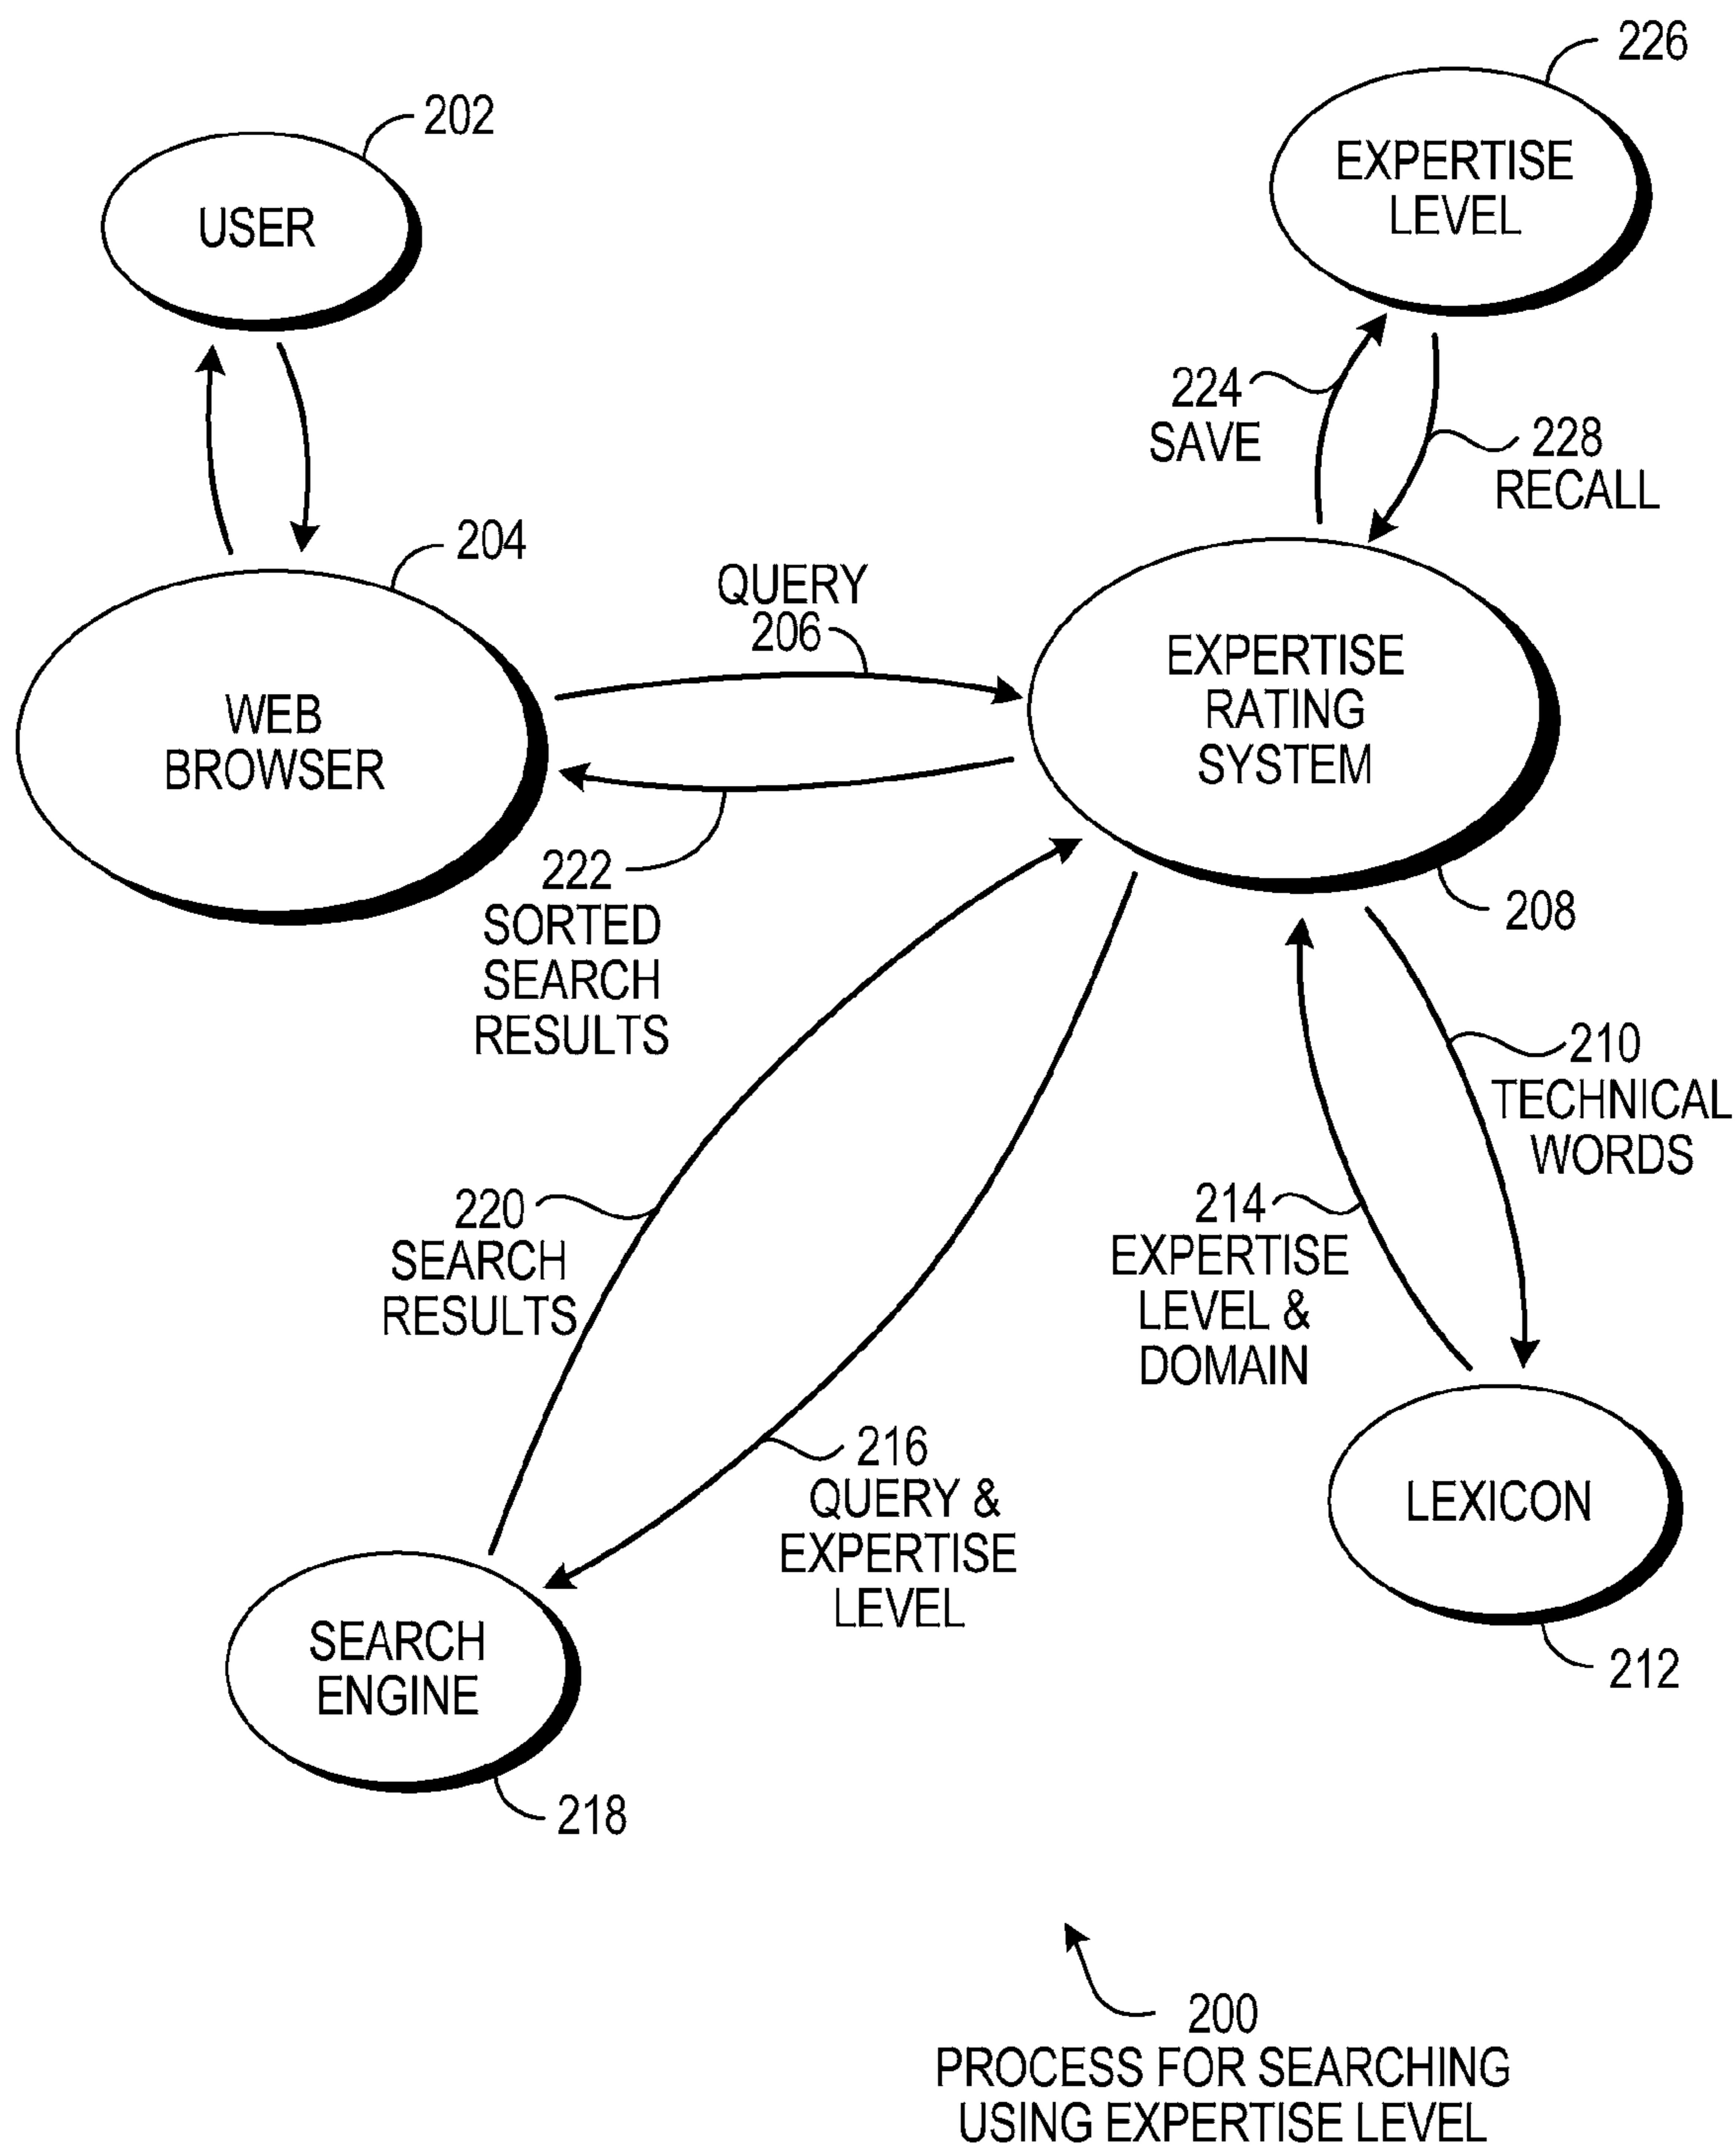 226
EXPERTISE
LEVEL
202
USER
224
SAVE
228
RECALL
204
WEB
BROWSER
QUERY
206
EXPERTISE
RATING
SYSTEM
208
222
SORTED
SEARCH
RESULTS
210
TECHNICAL
WORDS
220
SEARCH
RESULTS
214
EXPERTISE
LEVEL &
DOMAIN
216
QUERY &
EXPERTISE
LEVEL
LEXICON
212
SEARCH
ENGINE
218
200
PROCESS FOR SEARCHING
USING EXPERTISE LEVEL